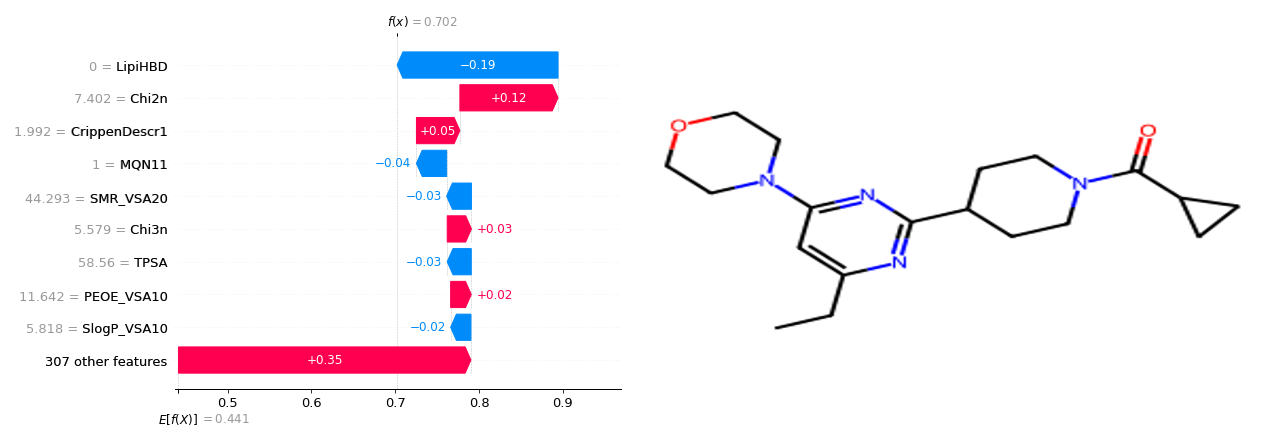 f(x) = 0.702
0 = LipiHBD
−0.19
7.402 = Chi2n
+0.12
1.992 = CrippenDescr1
+0.05
1 = MQN11
−0.04
44.293 = SMR_VSA20
−0.03
5.579 = Chi3n
+0.03
58.56 = TPSA
−0.03
11.642 = PEOE_VSA10
+0.02
5.818 = SlogP_VSA10
−0.02
307 other features
+0.35
0.5 0.6 0.7 0.8 0.9
E[f(X)] = 0.441
O
N
N
N
N
O